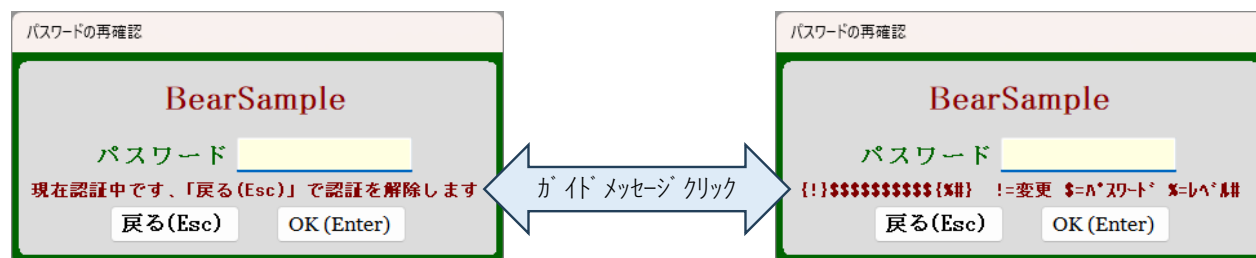 パスワードの再確認
BearSample
パスワード
現在認証中です、「戻る(Esc)」で認証を解除します
戻る(Esc) OK(Enter)
ｶﾞｲﾄﾞﾒｯｾｰｼﾞｸﾘｯｸ
パスワードの再確認
BearSample
パスワード
{!}$$$$$$$$$${%#} !=変更 $=ﾊﾟｽﾜｰﾄﾞ %=ﾚﾍﾞﾙ#
戻る(Esc) OK(Enter)